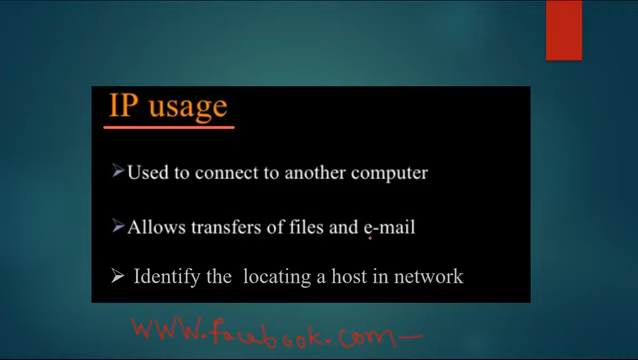 IP usage
Used to connect to another computer
Allows transfers of files and e-mail
Identify the locating a host in network
www.facebook.com